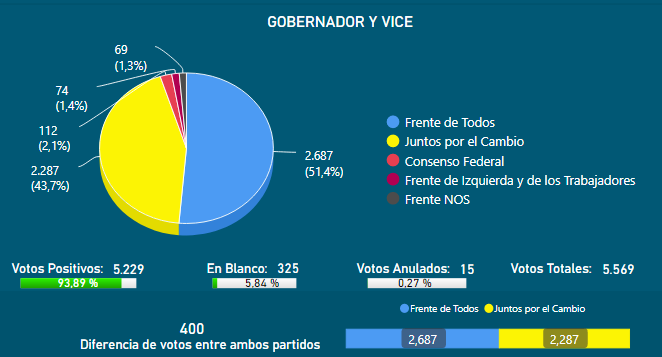 GOBERNADOR Y VICE
69
(1,3%)
74
(1,4%)
112
(2,1%)
2.287
(43,7%)
2.687
(51,4%)
Frente de Todos
Juntos por el Cambio
Consenso Federal
Frente de Izquierda y de los Trabajadores
Frente NOS
Votos Positivos: 5.229
93,89 %
En Blanco: 325
5,84 %
Votos Anulados: 15
0.27 %
Votos Totales: 5.569
Frente de Todos Juntos por el Cambio
400
Diferencia de votos entre ambos partidos
2,687 2,287